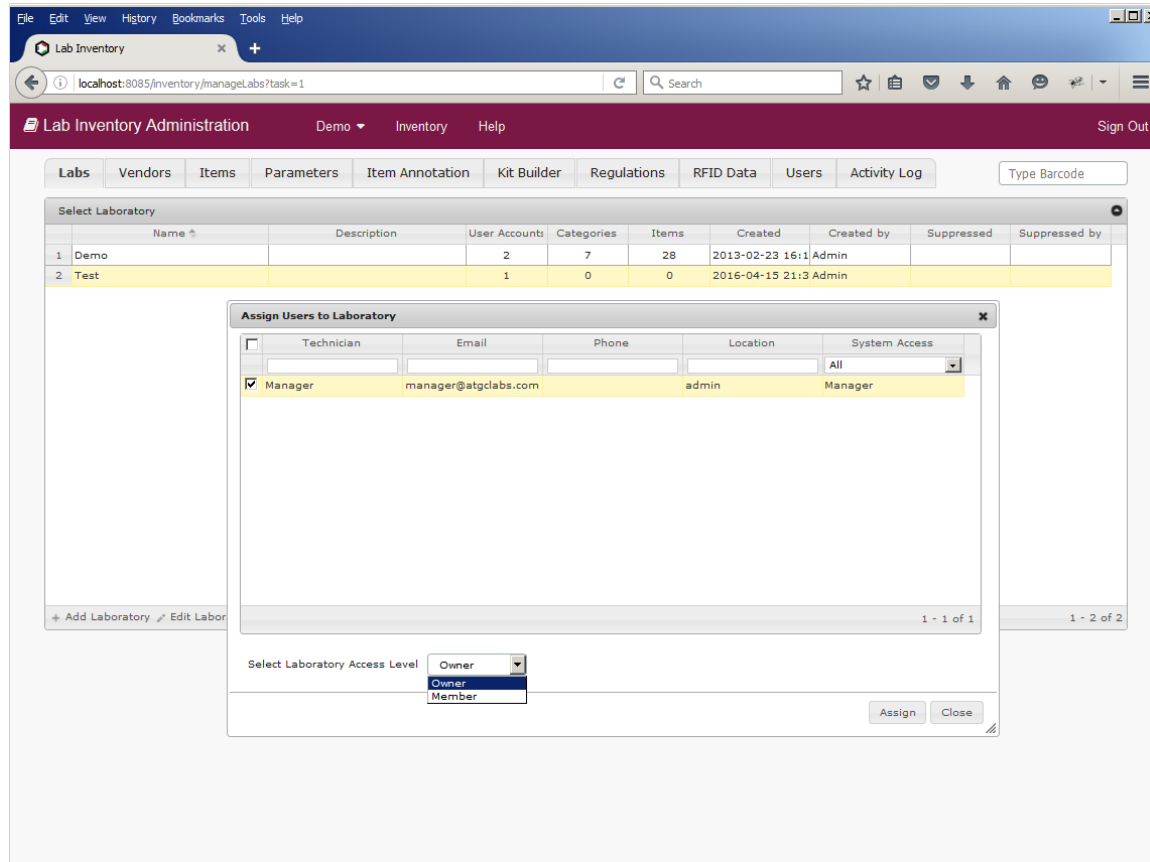 File Edit View History Bookmarks Tools Help
Lab Inventory
localhost:8085/inventory/manageLabs?task=1 Search
Lab Inventory Administration Demo Inventory Help Sign Out
Labs Vendors Items Parameters Item Annotation Kit Builder Regulations RFID Data Users Activity Log Type Barcode
Select Laboratory
Name Description User Accounts Categories Items Created Created by Suppressed Suppressed by
1 Demo 2 7 28 2013-02-23 16:1 Admin
2 Test 1 0 0 2016-04-15 21:3 Admin
Assign Users to Laboratory
Technician Email Phone Location System Access
All
Manager manager@atgclabs.com admin Manager
+ Add Laboratory Edit Labor 1 - 1 of 1 1 - 2 of 2
Select Laboratory Access Level Owner
Owner
Member
Assign Close